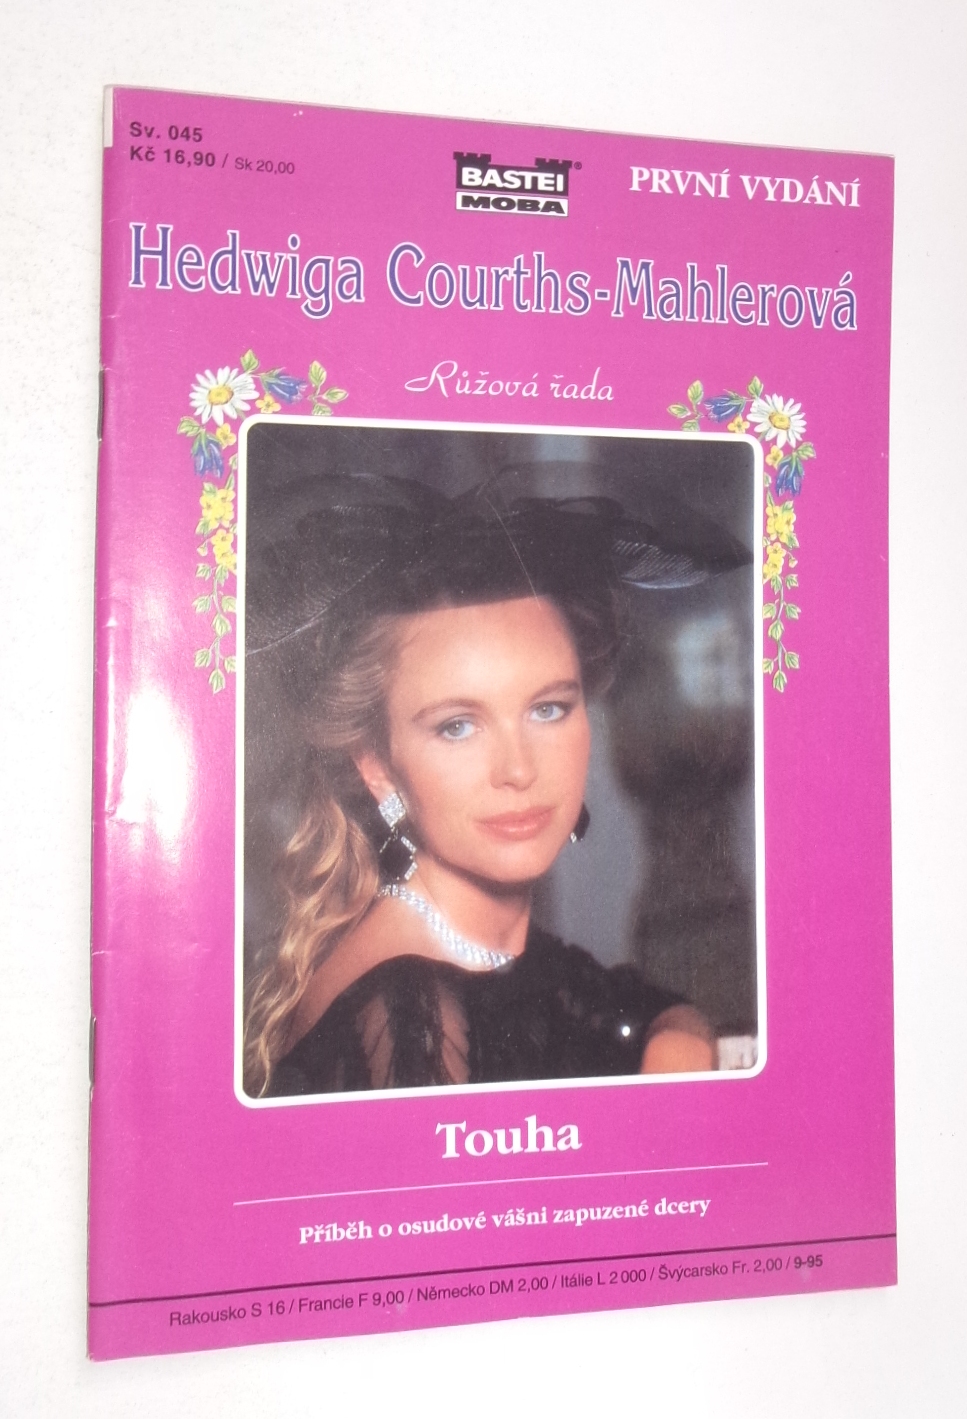 Sv. 045
Kč 16,90 / Sk 20,00
BASTEI ®
MOBA
PRVNÍ VYDÁNÍ
Hedwiga Courths-Mahlerová
Růžová řada
Touha
Příběh o osudové vášni zapuzené dcery
Rakousko S 16 / Francie F 9,00 / Německo DM 2,00 / Itálie L 2 000 / Švýcarsko Fr. 2,00 / 9-95